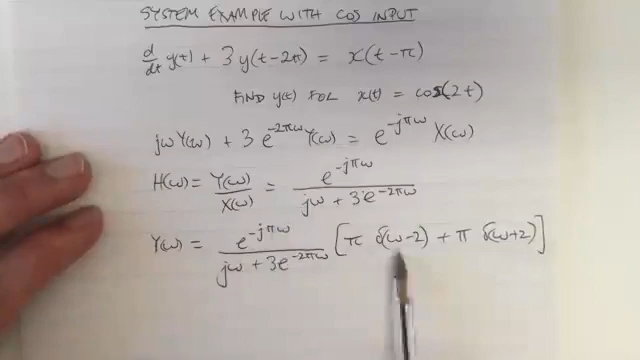 SYSTEM EXAMPLE WITH COS INPUT
d/dt y(t) + 3 y(t-2π) = x(t-π)
FIND y(t) FOR x(t) = cos(2t)
jω Y(ω) + 3 e^{-2πω} Y(ω) = e^{-jπω} X(ω)
H(ω) = Y(ω)/X(ω) = e^{-jπω} / (jω + 3e^{-2πω})
Y(ω) = e^{-jπω} / (jω + 3e^{-2πω}) [π δ(ω-2) + π δ(ω+2)]